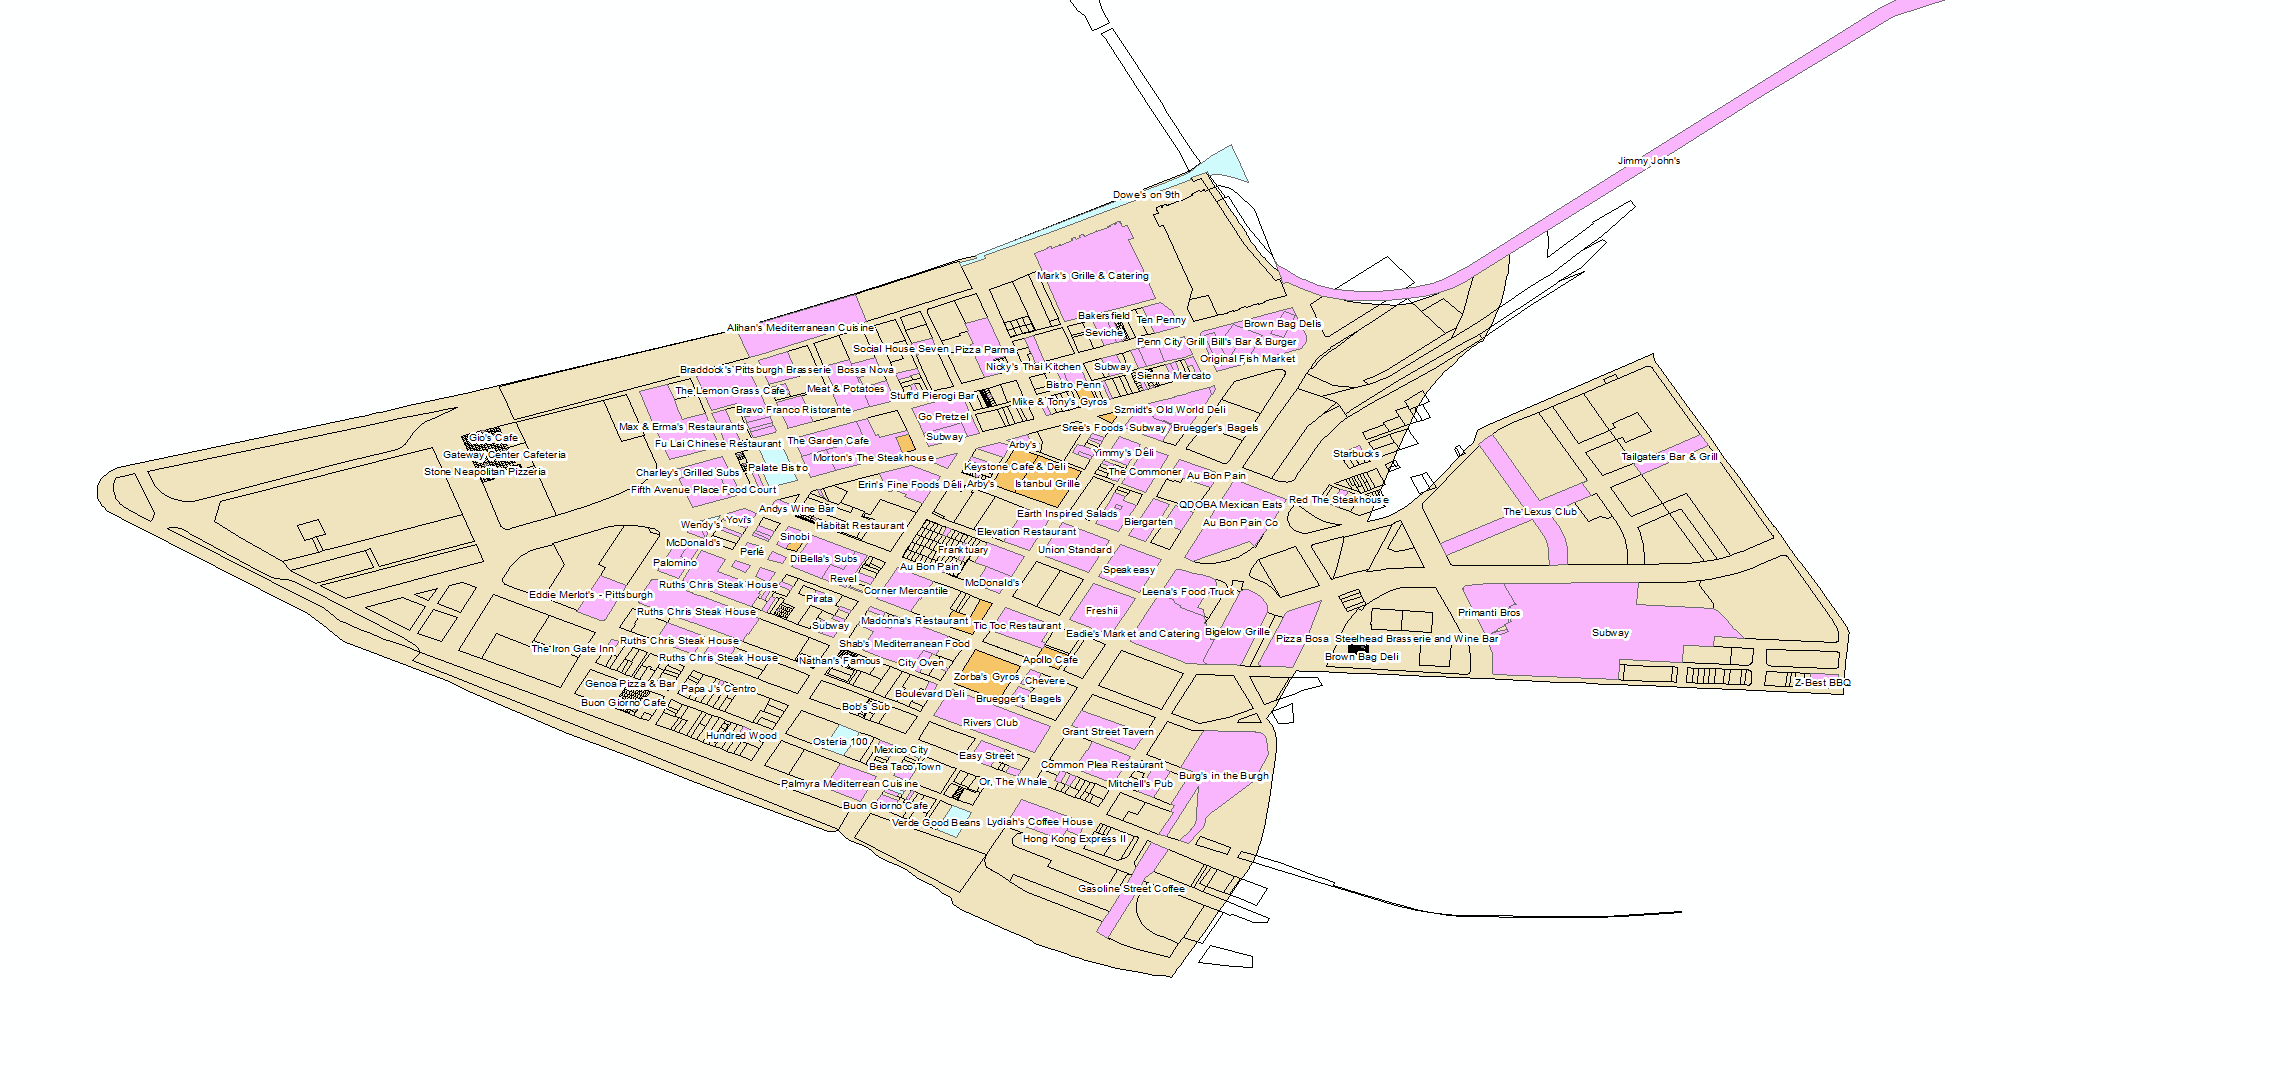 Jimmy John's
Dowe's on 9th
Mark's Grille & Catering
Bakersfield
Ten Penny
Brown Bag Delis
Alihan's Mediterranean Cuisine
Seviche
Penn City Grill
Bill's Bar & Burger
Social House Seven
Pizza Parma
Original Fish Market
Nicky's Thai Kitchen
Subway
Braddock's Pittsburgh Brasserie
Bossa Nova
Sienna Mercato
Bistro Penn
The Lemon Grass Cafe
Meat & Potatoes
Stuff'd Pierogi Bar
Mike & Tony's Gyros
Bravo Franco Ristorante
Szmidt's Old World Deli
Go Pretzel
Max & Erma's Restaurants
Sree's Foods
Subway
Bruegger's Bagels
Gio's Cafe
Subway
Fu Lai Chinese Restaurant
The Garden Cafe
Arby's
Gateway Center Cafeteria
Yimmy's Deli
Starbucks
Tailgaters Bar & Grill
Morton's The Steakhouse
Stone Neapolitan Pizzeria
Charley's Grilled Subs
Palate Bistro
Keystone Cafe & Deli
The Commoner
Au Bon Pain
Fifth Avenue Place Food Court
Erin's Fine Foods Deli
Arby's
Istanbul Grille
Red The Steakhouse
Andys Wine Bar
QDOBA Mexican Eats
The Lexus Club
Earth Inspired Salads
Wendy's
Yovi's
Habitat Restaurant
Biergarten
Au Bon Pain Co
Elevation Restaurant
Sinobi
McDonald's
Perlé
Franktuary
Union Standard
Palomino
DiBella's Subs
Au Bon Pain
Speakeasy
Ruths Chris Steak House
Revel
McDonald's
Eddie Merlot's - Pittsburgh
Corner Mercantile
Leena's Food Truck
Pirata
Ruths Chris Steak House
Freshii
Primanti Bros
Subway
Madonna's Restaurant
Tic Toc Restaurant
Eadie's Market and Catering
Bigelow Grille
Subway
Pizza Bosa
Steelhead Brasserie and Wine Bar
Ruths Chris Steak House
Shab's Mediterranean Food
The Iron Gate Inn
Ruths Chris Steak House
Nathan's Famous
City Oven
Apollo Cafe
Brown Bag Deli
Zorba's Gyros
Chevere
Z-Best BBQ
Genoa Pizza & Bar
Papa J's Centro
Boulevard Deli
Bruegger's Bagels
Buon Giorno Cafe
Bob's Sub
Rivers Club
Grant Street Tavern
Hundred Wood
Osteria 100
Mexico City
Easy Street
Bea Taco Town
Common Plea Restaurant
Burg's in the Burgh
Palmyra Mediterrean Cuisine
Or, The Whale
Mitchell's Pub
Buon Giorno Cafe
Verde Good Beans
Lydiah's Coffee House
Hong Kong Express II
Gasoline Street Coffee